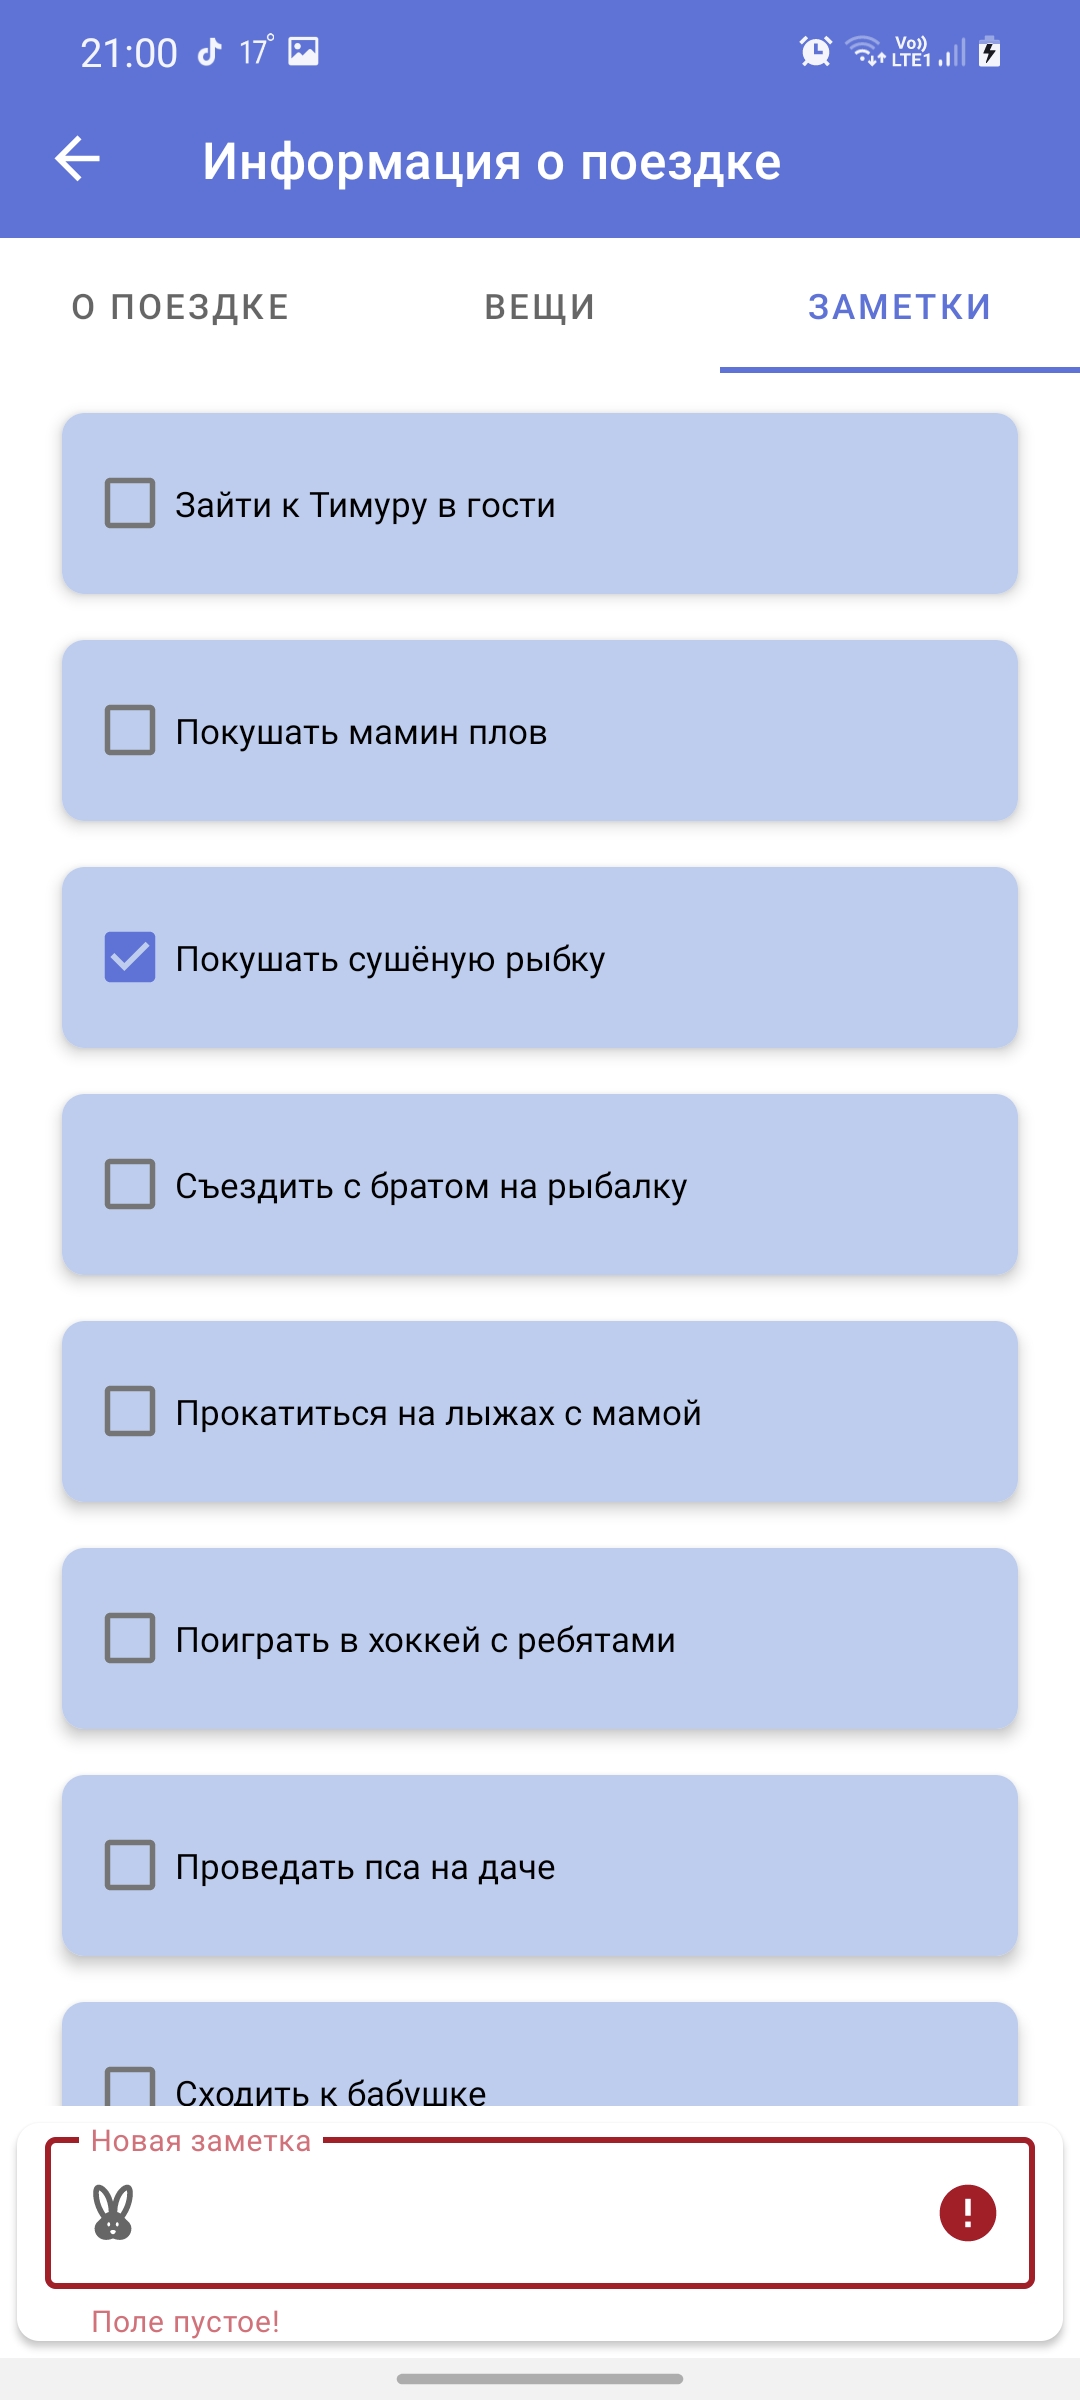 21:00 17° Vo)) LTE1
Информация о поездке
О ПОЕЗДКЕ ВЕЩИ ЗАМЕТКИ
Зайти к Тимуру в гости
Покушать мамин плов
Покушать сушёную рыбку
Съездить с братом на рыбалку
Прокатиться на лыжах с мамой
Поиграть в хоккей с ребятами
Проведать пса на даче
Сходить к бабушке
Новая заметка
Поле пустое!